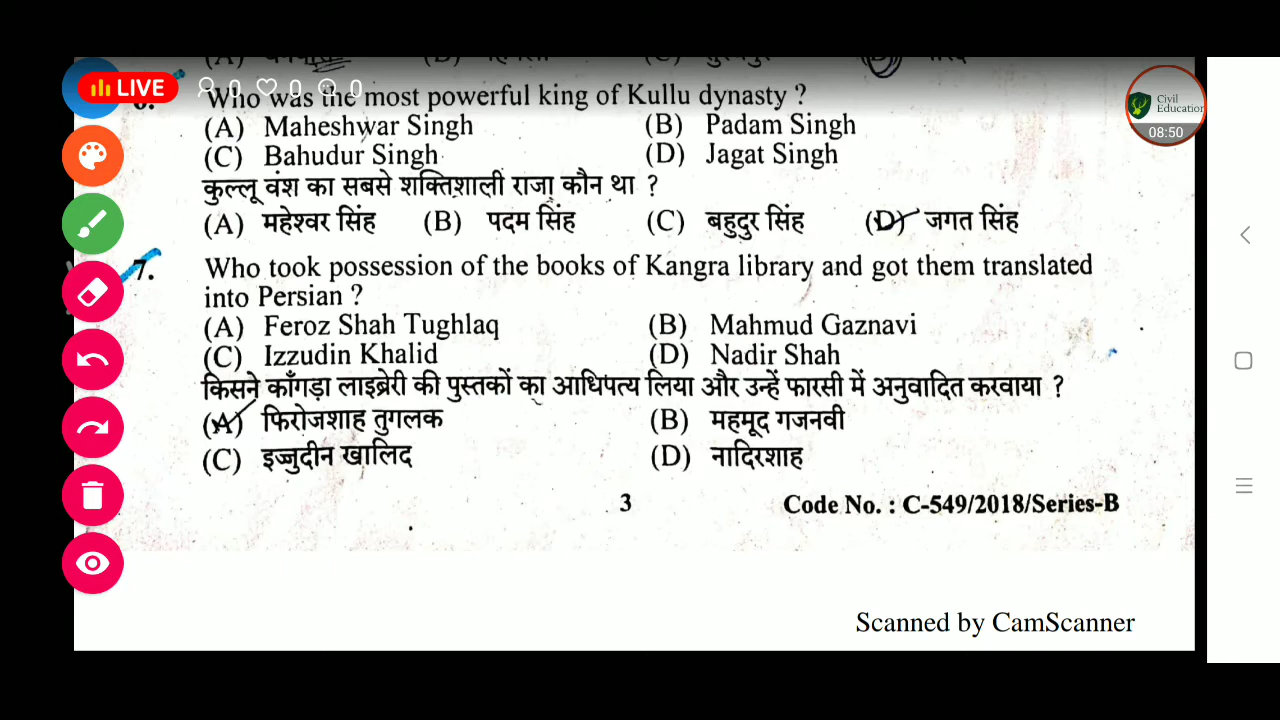 LIVE 0 0 0
6. Who was the most powerful king of Kullu dynasty ?
(A) Maheshwar Singh (B) Padam Singh
(C) Bahudur Singh (D) Jagat Singh
कुल्लू वंश का सबसे शक्तिशाली राजा कौन था ?
(A) महेश्वर सिंह (B) पदम सिंह (C) बहुदुर सिंह (D) जगत सिंह
7. Who took possession of the books of Kangra library and got them translated
into Persian ?
(A) Feroz Shah Tughlaq (B) Mahmud Gaznavi
(C) Izzudin Khalid (D) Nadir Shah
किसने काँगड़ा लाइब्रेरी की पुस्तकों का आधिपत्य लिया और उन्हें फारसी में अनुवादित करवाया ?
(A) फिरोजशाह तुगलक (B) महमूद गजनवी
(C) इज्जुदीन खालिद (D) नादिरशाह
3 Code No. : C-549/2018/Series-B
Scanned by CamScanner
Civil
Education
08:50